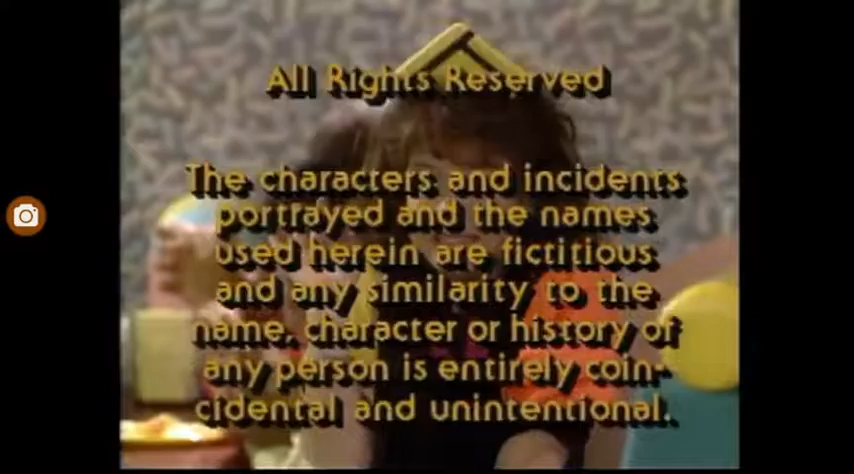 All Rights Reserved
The characters and incidents
portrayed and the names
used herein are fictitious
and any similarity to the
name, character or history of
any person is entirely coin-
cidental and unintentional.